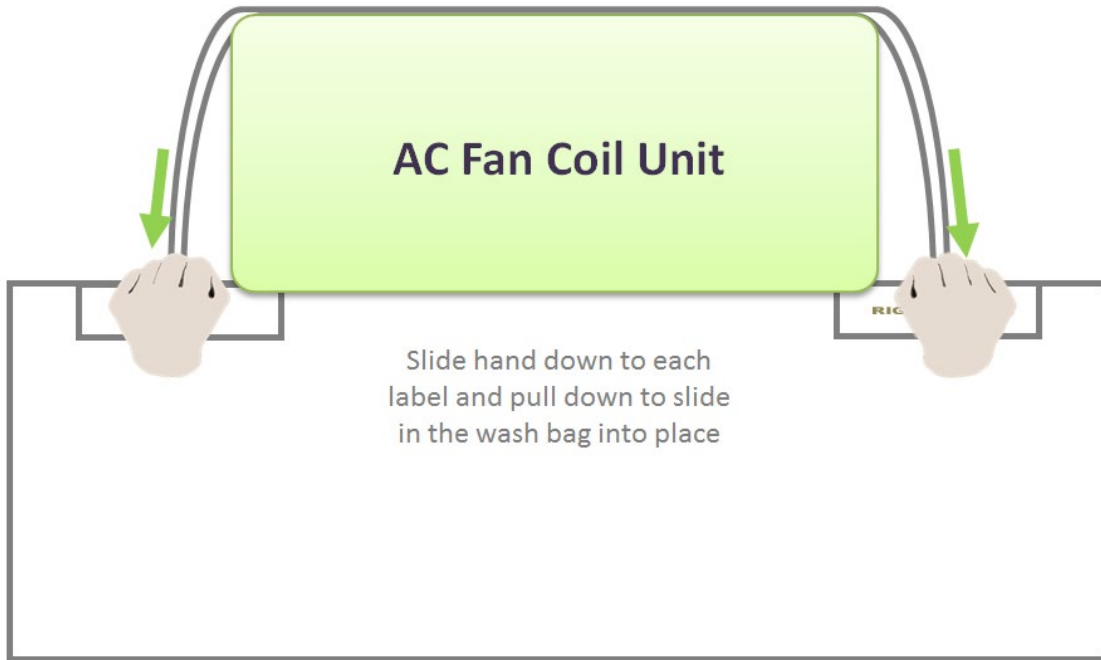 AC Fan Coil Unit
RIG
Slide hand down to each
label and pull down to slide
in the wash bag into place